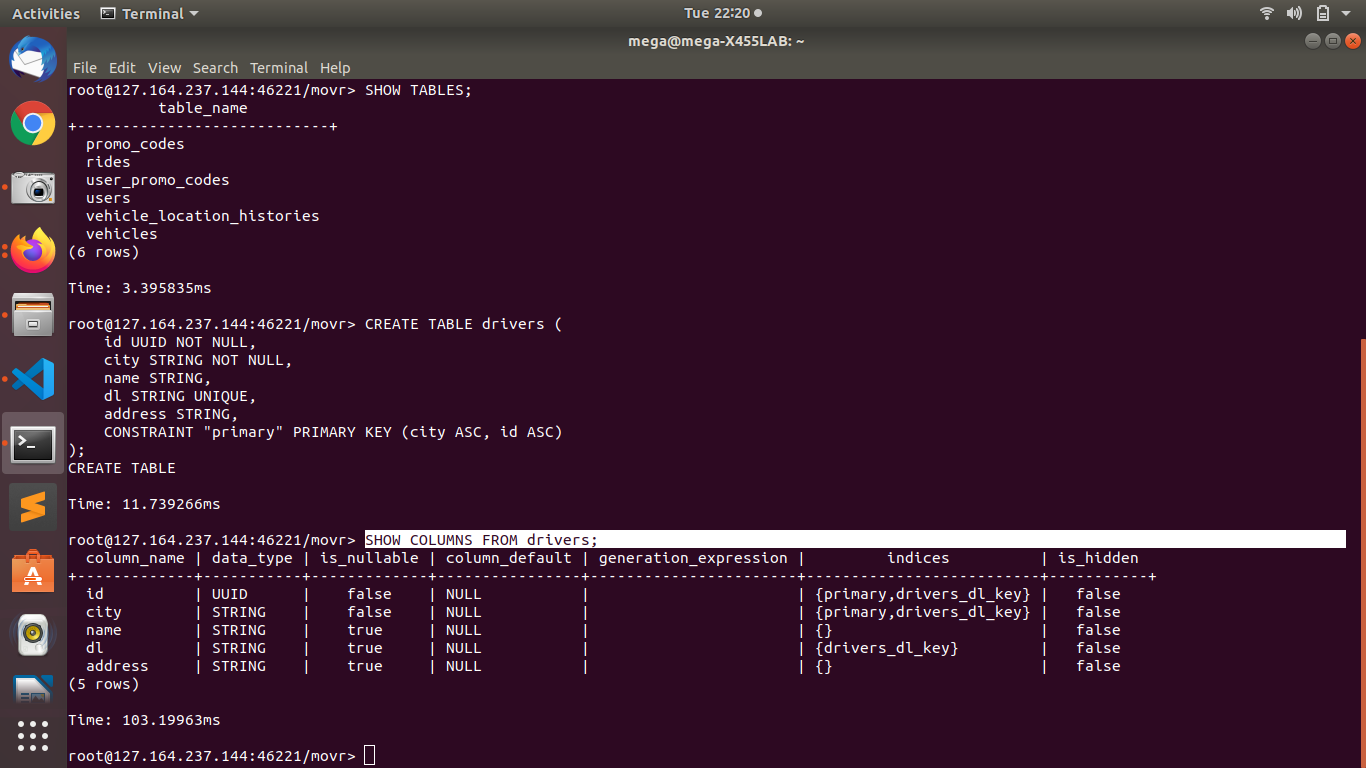 Activities Terminal Tue 22:20
mega@mega-X455LAB: ~
File Edit View Search Terminal Help
root@127.164.237.144:46221/movr> SHOW TABLES;
          table_name
+----------------------------+
  promo_codes
  rides
  user_promo_codes
  users
  vehicle_location_histories
  vehicles
(6 rows)
Time: 3.395835ms
root@127.164.237.144:46221/movr> CREATE TABLE drivers (
    id UUID NOT NULL,
    city STRING NOT NULL,
    name STRING,
    dl STRING UNIQUE,
    address STRING,
    CONSTRAINT "primary" PRIMARY KEY (city ASC, id ASC)
);
CREATE TABLE
Time: 11.739266ms
root@127.164.237.144:46221/movr> SHOW COLUMNS FROM drivers;
  column_name | data_type | is_nullable | column_default | generation_expression |         indices          | is_hidden
+-------------+-----------+-------------+----------------+-----------------------+--------------------------+-----------+
  id          | UUID      |    false    | NULL           |                       | {primary,drivers_dl_key} |   false
  city        | STRING    |    false    | NULL           |                       | {primary,drivers_dl_key} |   false
  name        | STRING    |    true     | NULL           |                       | {}                       |   false
  dl          | STRING    |    true     | NULL           |                       | {drivers_dl_key}         |   false
  address     | STRING    |    true     | NULL           |                       | {}                       |   false
(5 rows)
Time: 103.19963ms
root@127.164.237.144:46221/movr>